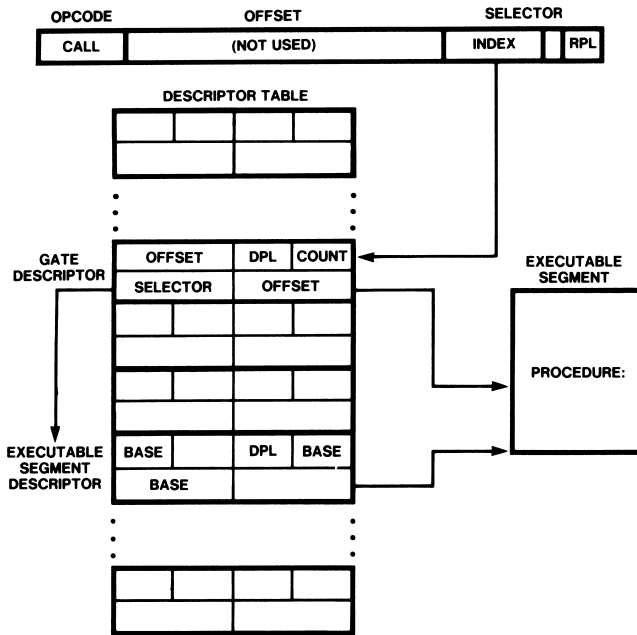 OPCODE OFFSET SELECTOR
CALL (NOT USED) INDEX RPL
DESCRIPTOR TABLE
GATE
DESCRIPTOR
OFFSET DPL COUNT
SELECTOR OFFSET
EXECUTABLE
SEGMENT
PROCEDURE:
EXECUTABLE
SEGMENT
DESCRIPTOR
BASE DPL BASE
BASE